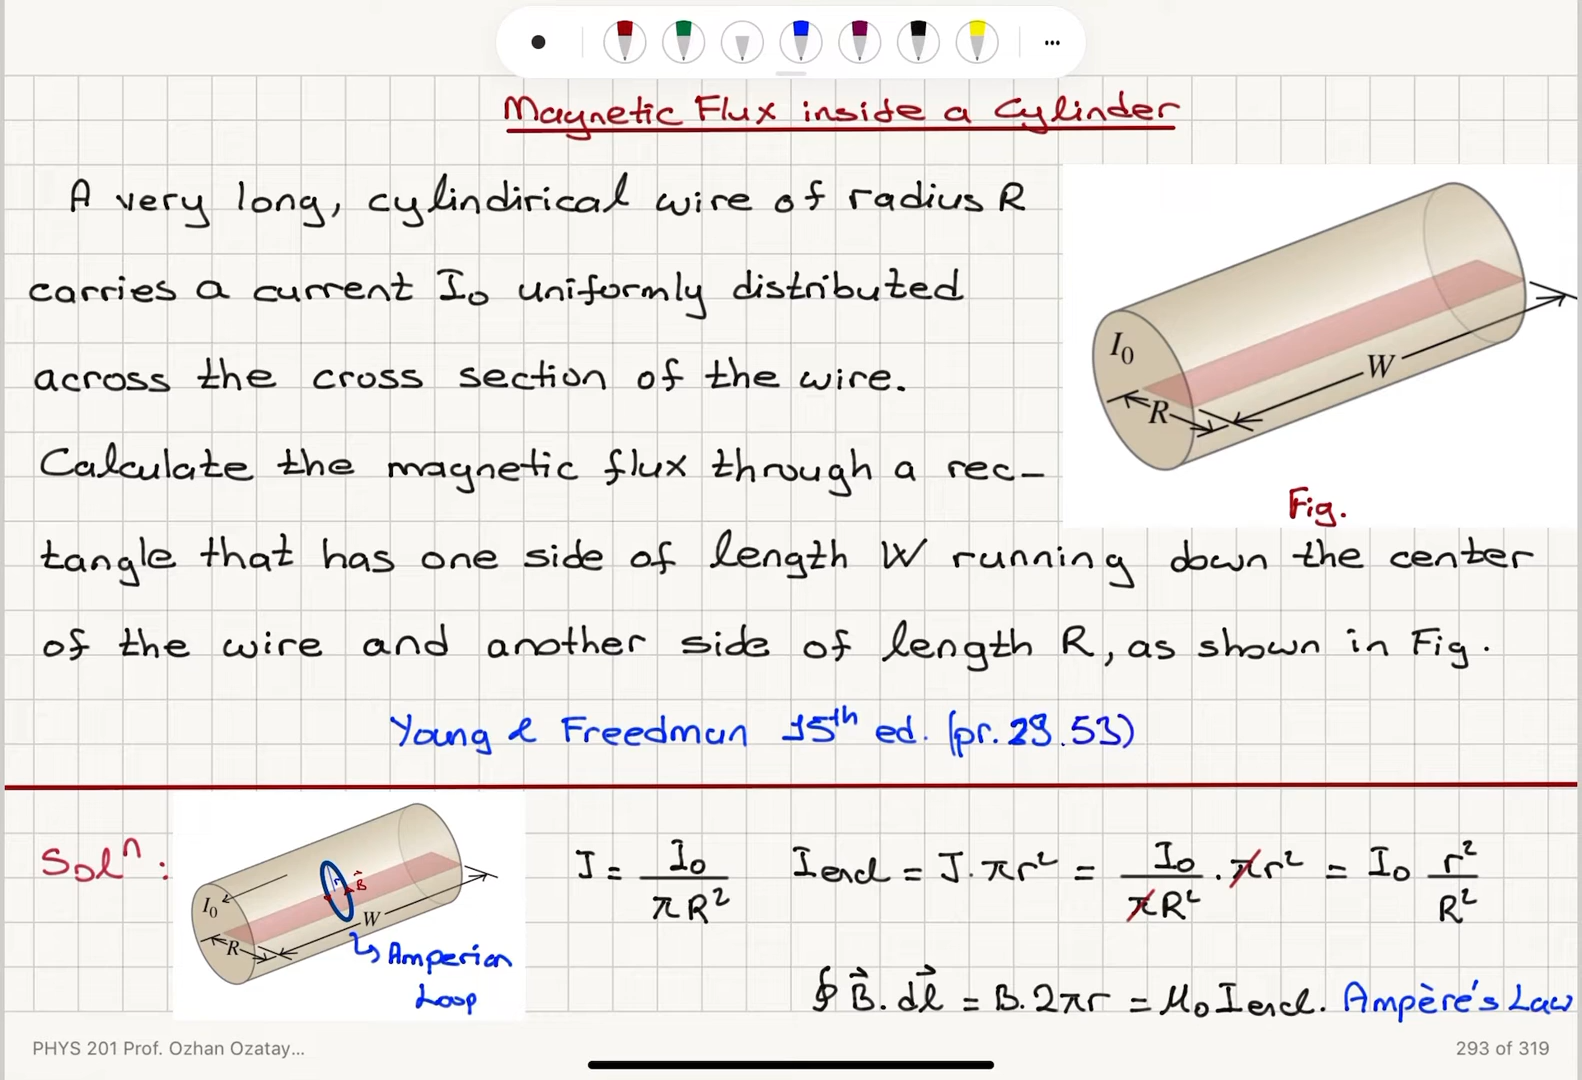 Magnetic Flux inside a Cylinder
A very long, cylindirical wire of radius R
carries a current I₀ uniformly distributed
across the cross section of the wire.
Calculate the magnetic flux through a rec-
tangle that has one side of length W running down the center
of the wire and another side of length R, as shown in Fig.
I₀
R
W
Fig.
Young & Freedman 15th ed. (pr. 29.53)
Solⁿ:
I₀
R
W
r
B⃗
↳ Amperian
Loop
J = I₀ / πR²   Iencl = J.πr² = I₀ / πR² . πr² = I₀ r² / R²
∮ B⃗ . dl⃗ = B. 2πr = μ₀ Iencl. Ampère's Law
PHYS 201 Prof. Ozhan Ozatay...
293 of 319